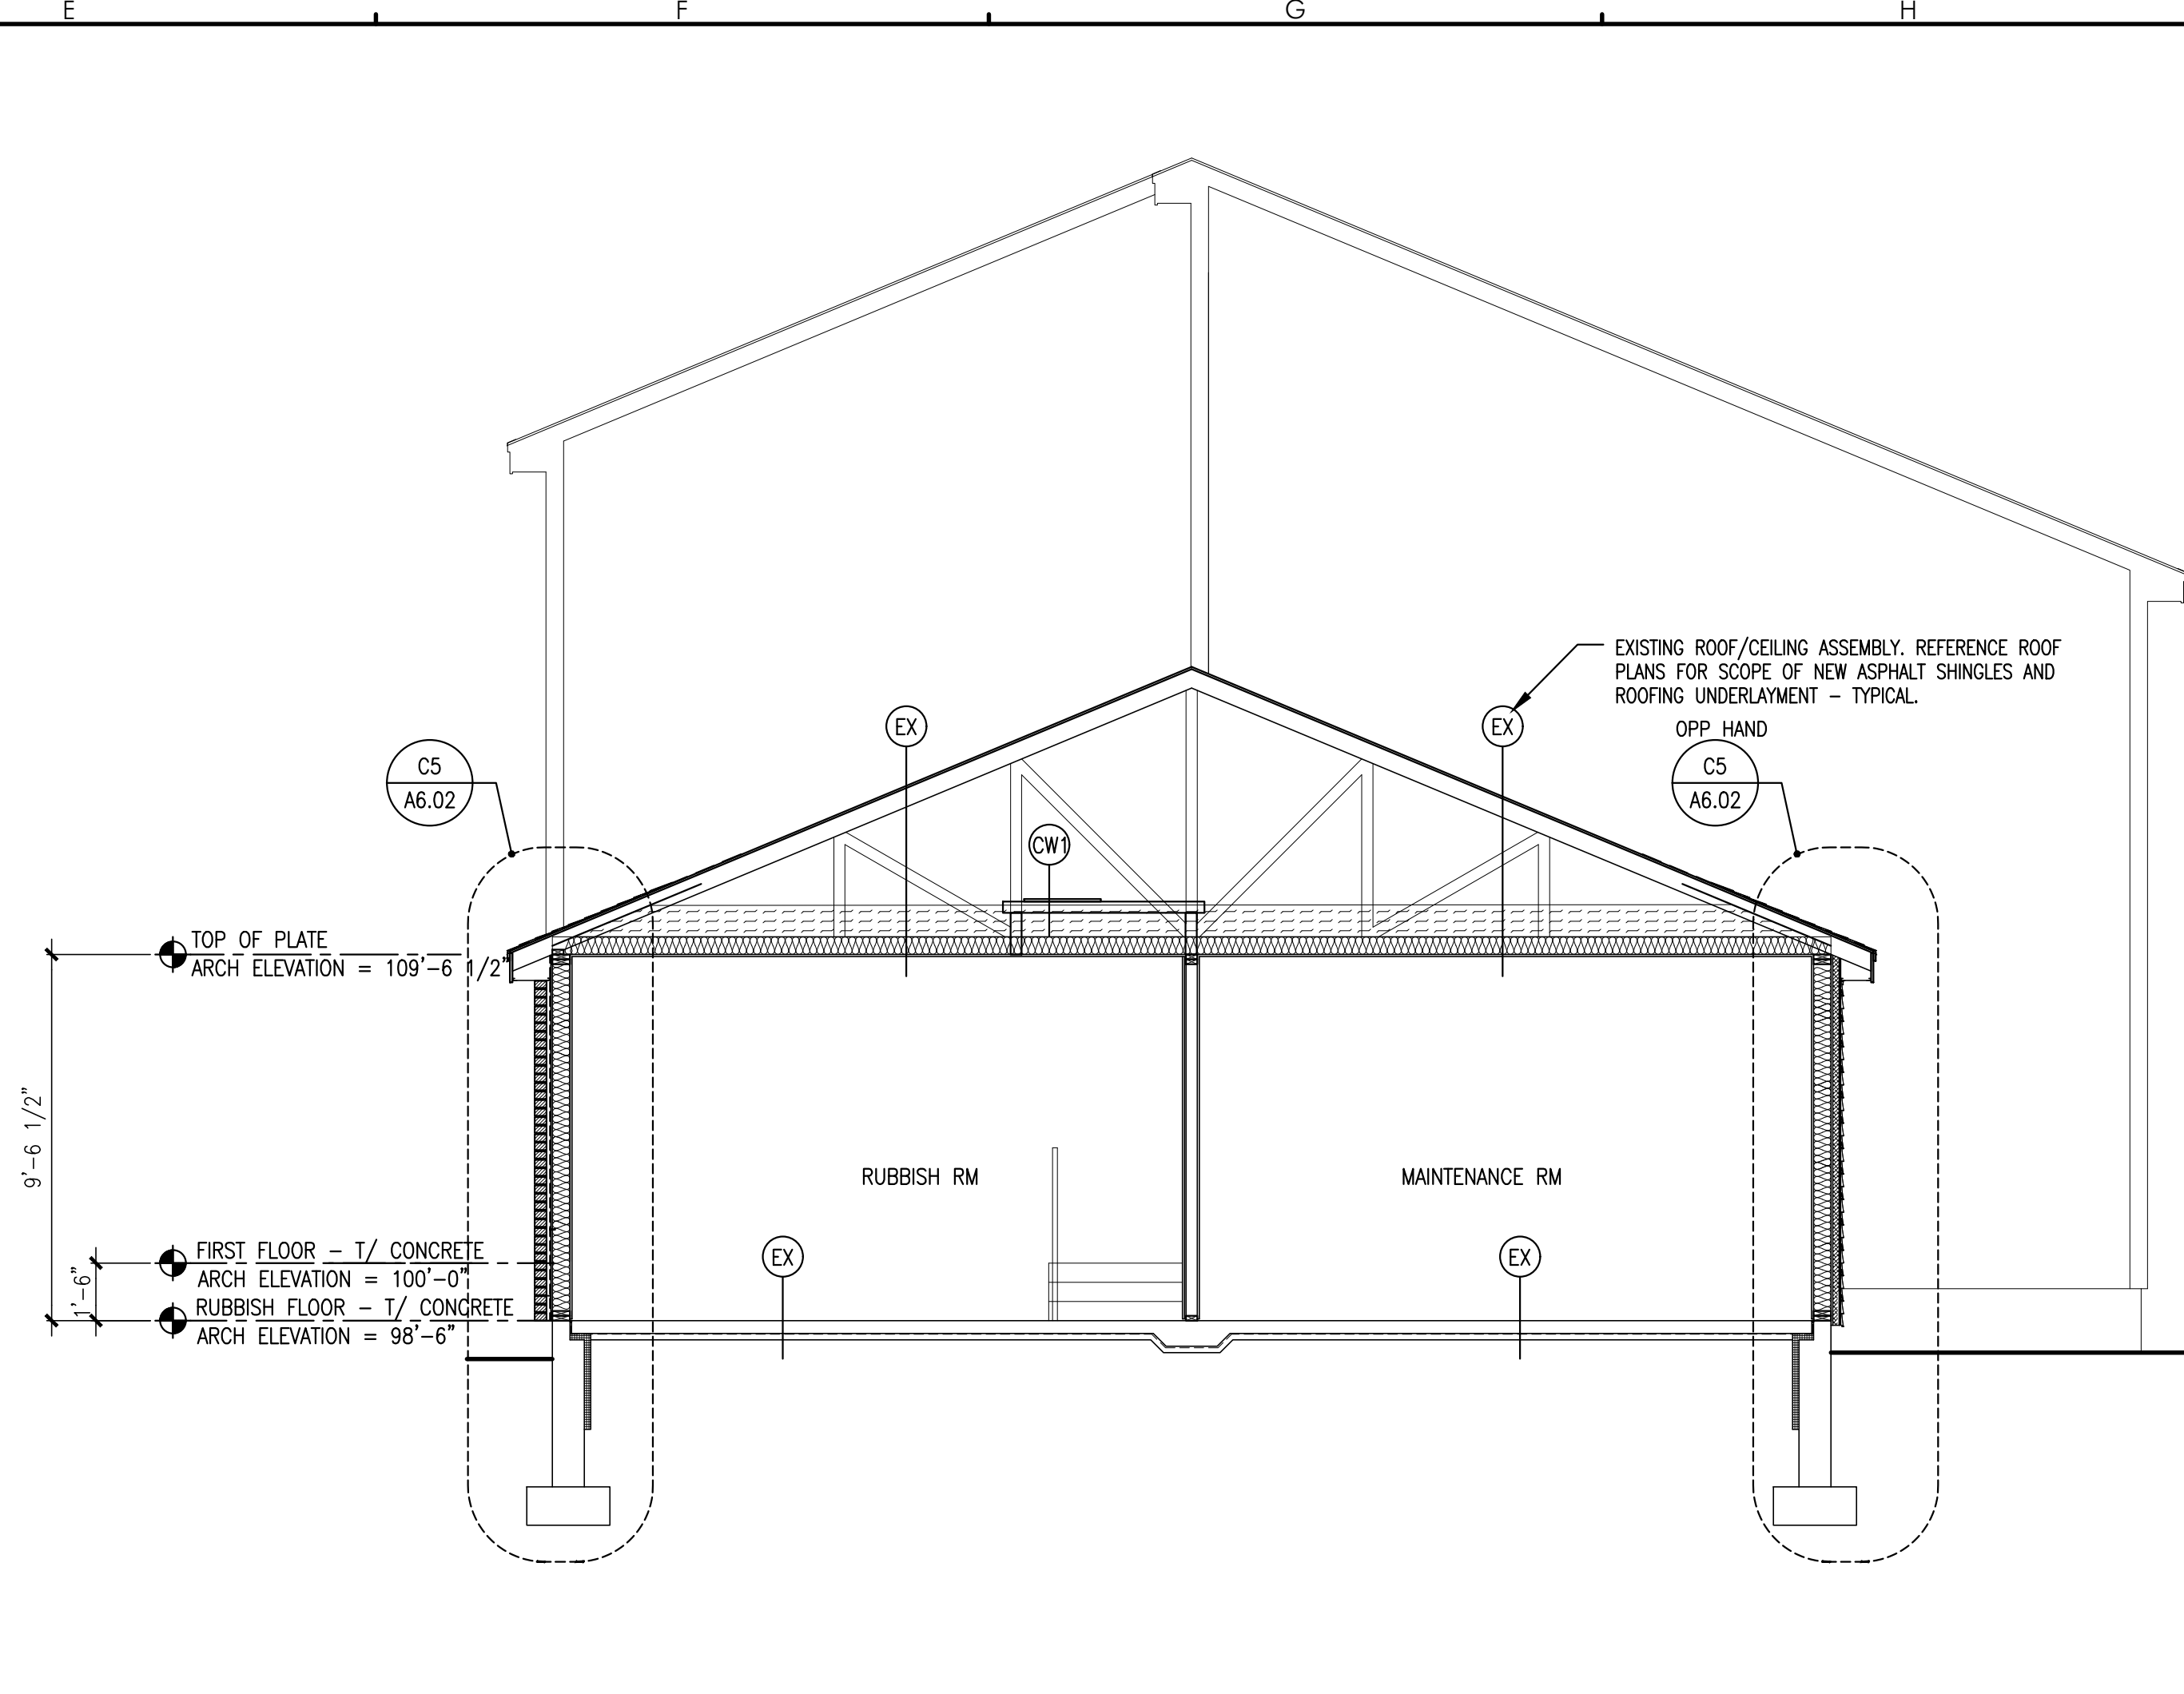 E F G H
EXISTING ROOF/CEILING ASSEMBLY. REFERENCE ROOF
PLANS FOR SCOPE OF NEW ASPHALT SHINGLES AND
ROOFING UNDERLAYMENT – TYPICAL.
EX
EX
OPP HAND
C5
A6.02
C5
A6.02
CW1
TOP OF PLATE
ARCH ELEVATION = 109'–6 1/2"
9'–6 1/2"
RUBBISH RM
MAINTENANCE RM
EX
EX
FIRST FLOOR – T/ CONCRETE
ARCH ELEVATION = 100'–0"
1'–6"
RUBBISH FLOOR – T/ CONCRETE
ARCH ELEVATION = 98'–6"